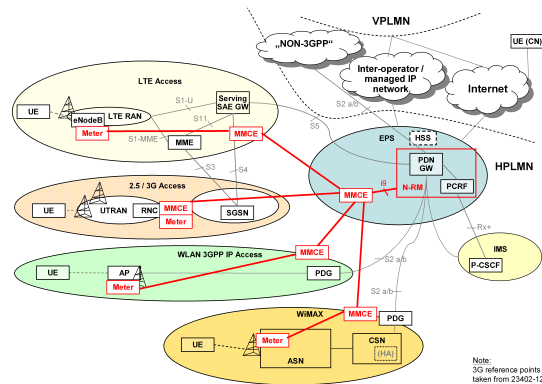 VPLMN
„NON-3GPP“
Inter-operator /
managed IP
network
Internet
UE (CN)
LTE Access
Serving
SAE GW
S1-U
S11
UE
eNodeB
LTE RAN
Meter
S1-MME
MME
MMCE
S2 a/b
S5
EPS
HSS
HPLMN
PDN
GW
N-RM
PCRF
i9
MMCE
S3
S4
2.5 / 3G Access
UE
UTRAN
RNC
MMCE
Meter
SGSN
Rx+
IMS
P-CSCF
WLAN 3GPP IP Access
MMCE
UE
AP
Meter
PDG
S2 a/b
S2 a/b
WiMAX
MMCE
PDG
UE
Meter
ASN
CSN
(HA)
Note:
3G reference points
taken from 23402-12